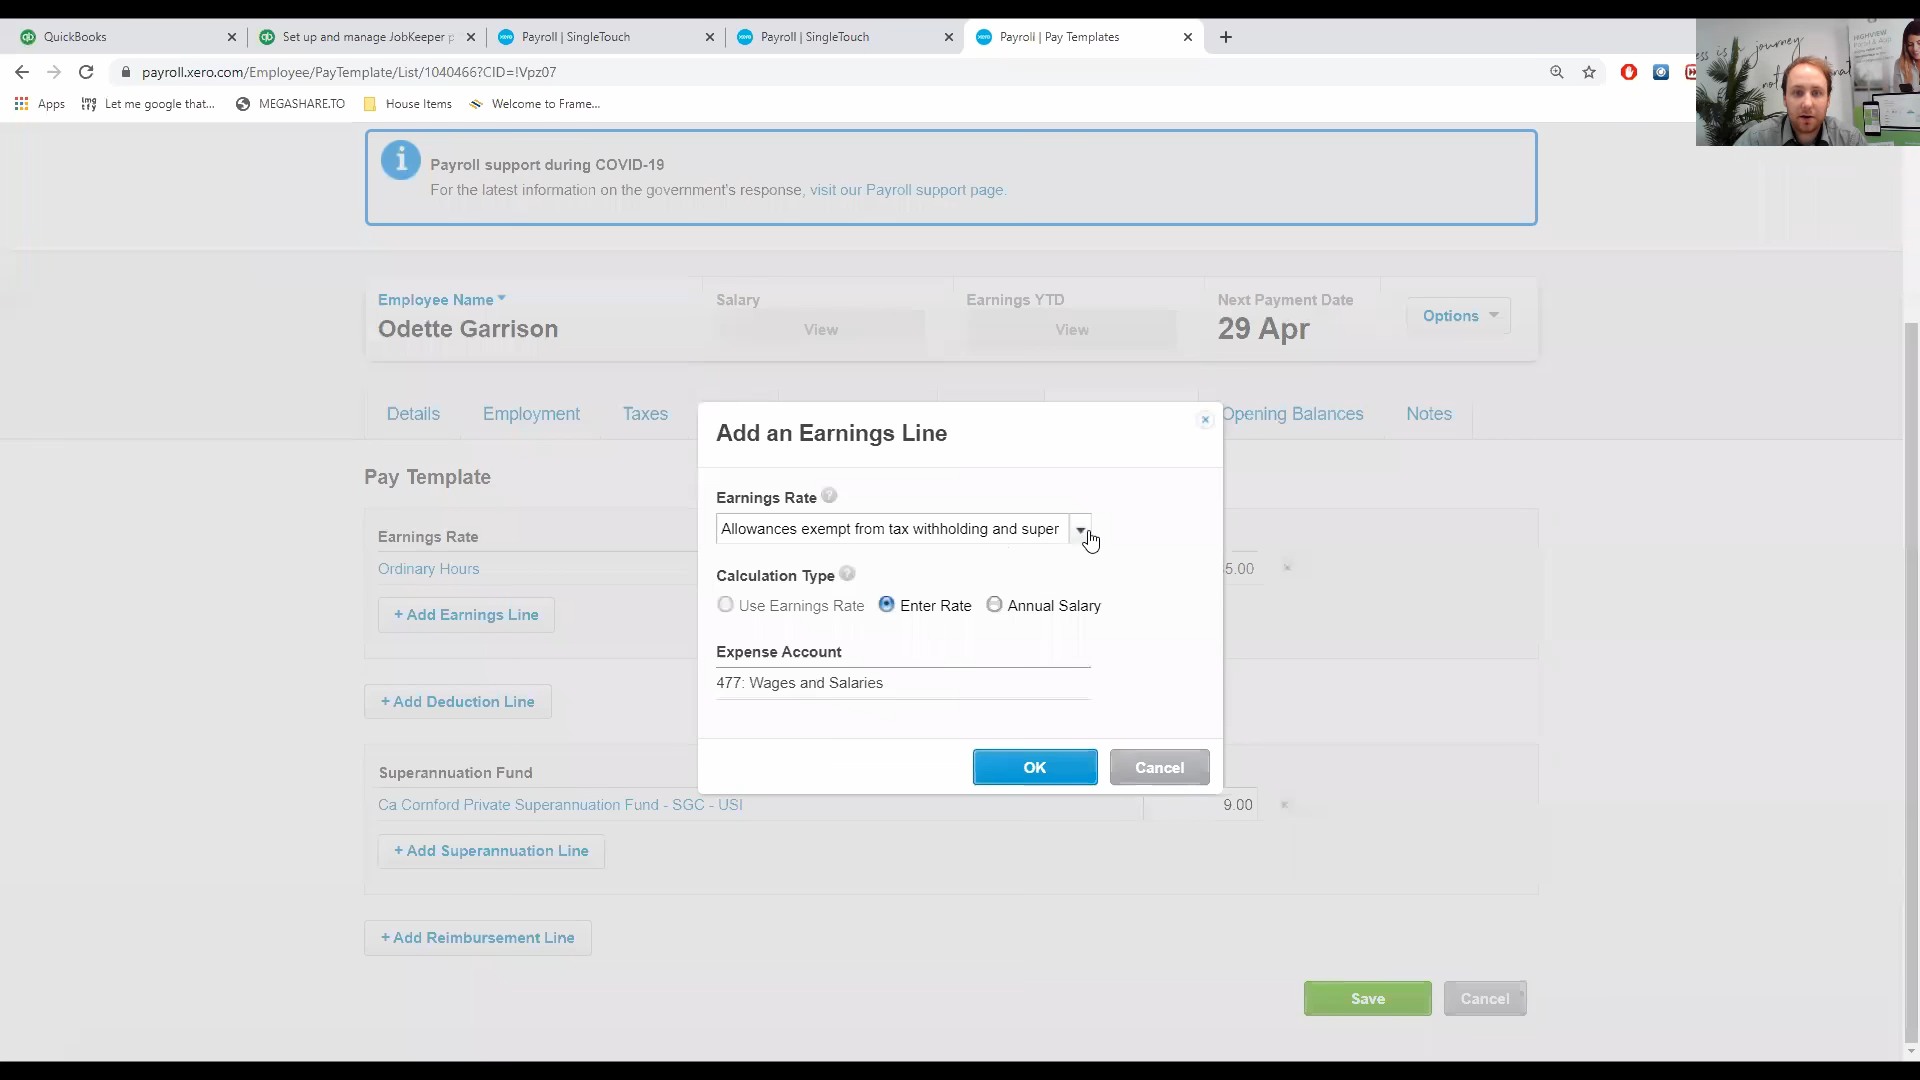 QuickBooks
Set up and manage JobKeeper p
Payroll | SingleTouch
Payroll | SingleTouch
Payroll | Pay Templates
payroll.xero.com/Employee/PayTemplate/List/1040466?CID=!Vpz07
Apps
Let me google that...
MEGASHARE.TO
House Items
Welcome to Frame...
HIGHVIEW
Payroll support during COVID-19
For the latest information on the government's response, visit our Payroll support page.
Employee Name
Salary
Earnings YTD
Next Payment Date
Odette Garrison
View
View
29 Apr
Options
Details
Employment
Taxes
Opening Balances
Notes
Add an Earnings Line
Pay Template
Earnings Rate
Allowances exempt from tax withholding and super
Earnings Rate
Ordinary Hours
5.00
+ Add Earnings Line
Calculation Type
Use Earnings Rate
Enter Rate
Annual Salary
Expense Account
477: Wages and Salaries
+ Add Deduction Line
OK
Cancel
Superannuation Fund
Ca Cornford Private Superannuation Fund - SGC - USI
9.00
+ Add Superannuation Line
+ Add Reimbursement Line
Save
Cancel